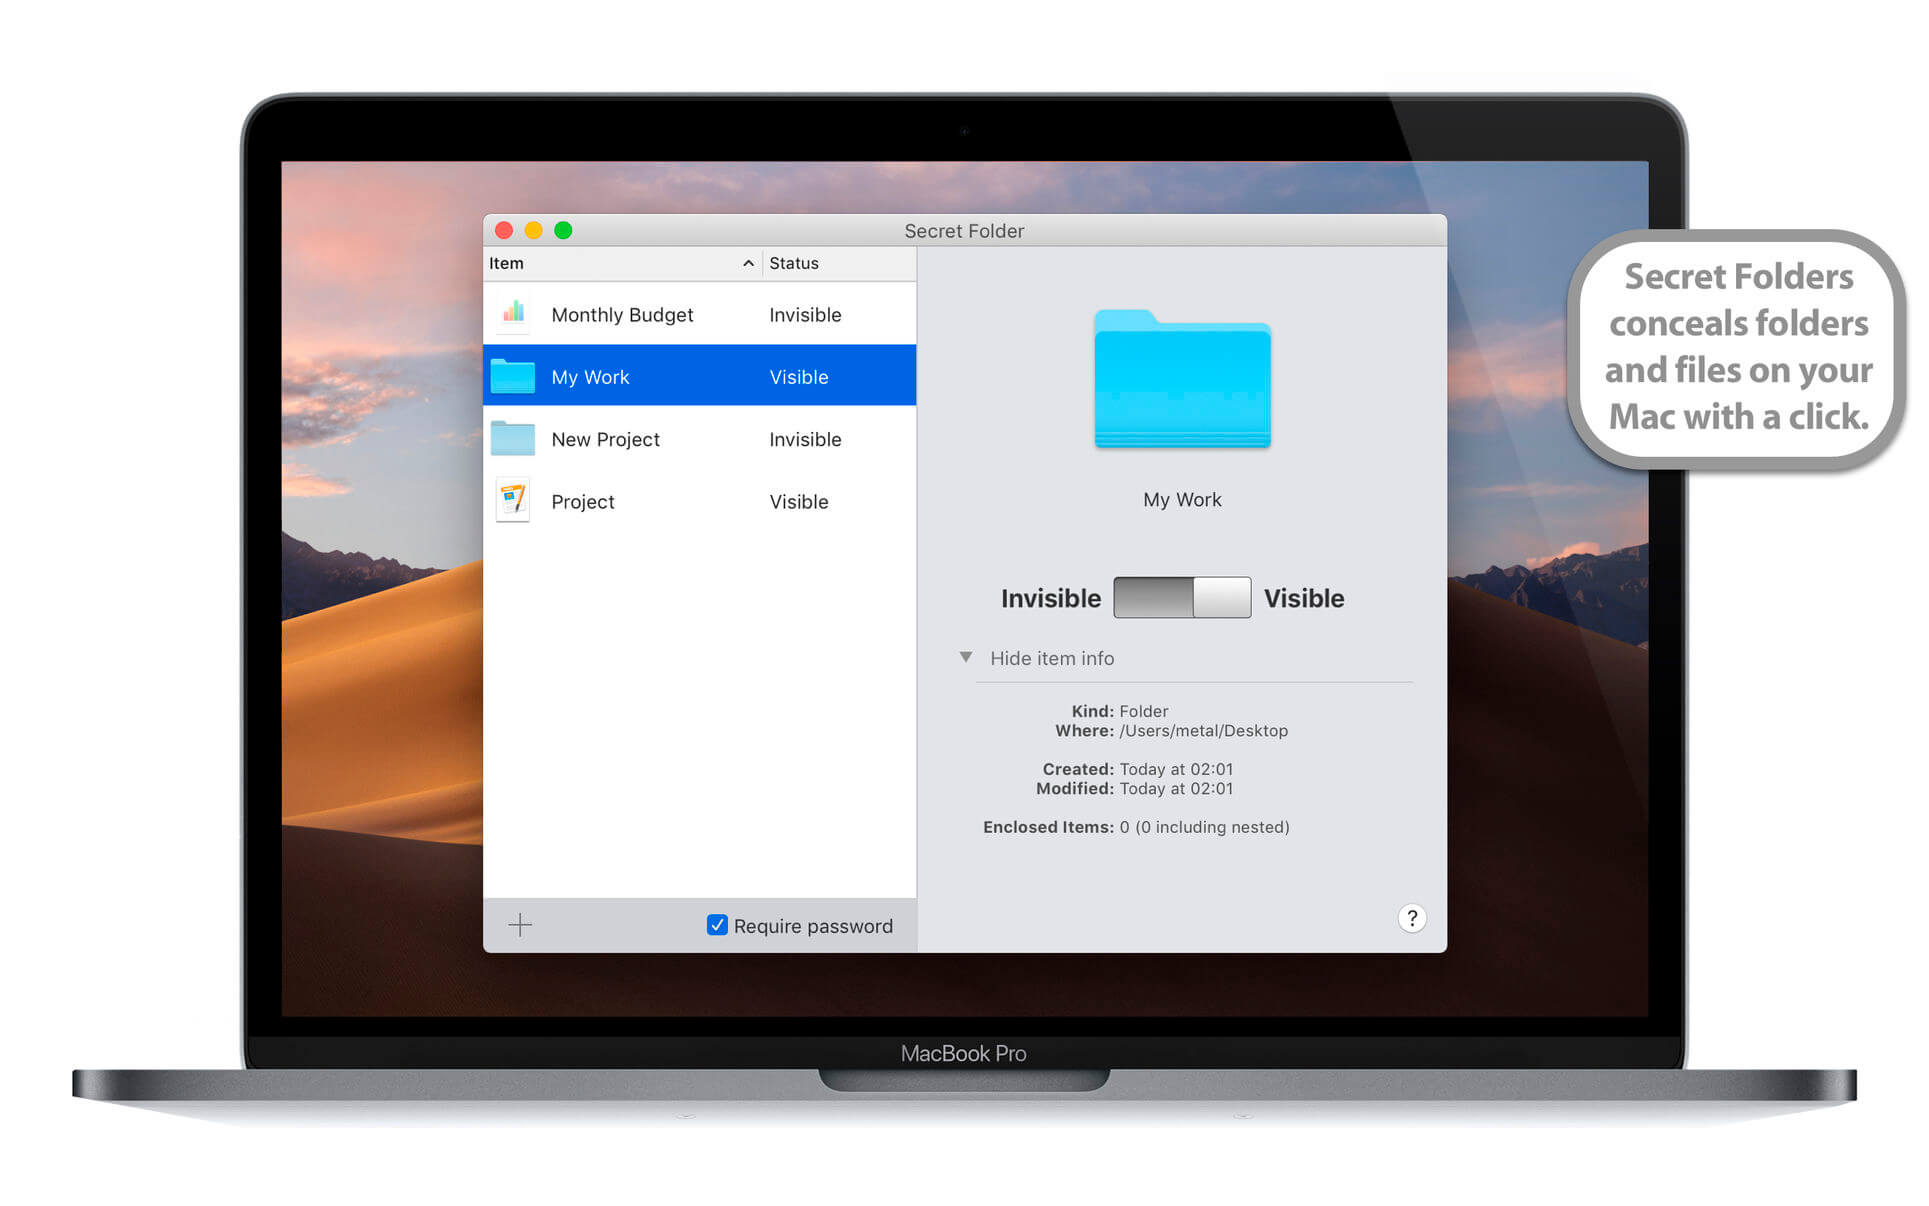 Secret Folder
Item Status
Monthly Budget Invisible
My Work Visible
New Project Invisible
Project Visible
Require password
My Work
Invisible Visible
Hide item info
Kind: Folder
Where: /Users/metal/Desktop
Created: Today at 02:01
Modified: Today at 02:01
Enclosed Items: 0 (0 including nested)
?
Secret Folders
conceals folders
and files on your
Mac with a click.
MacBook Pro